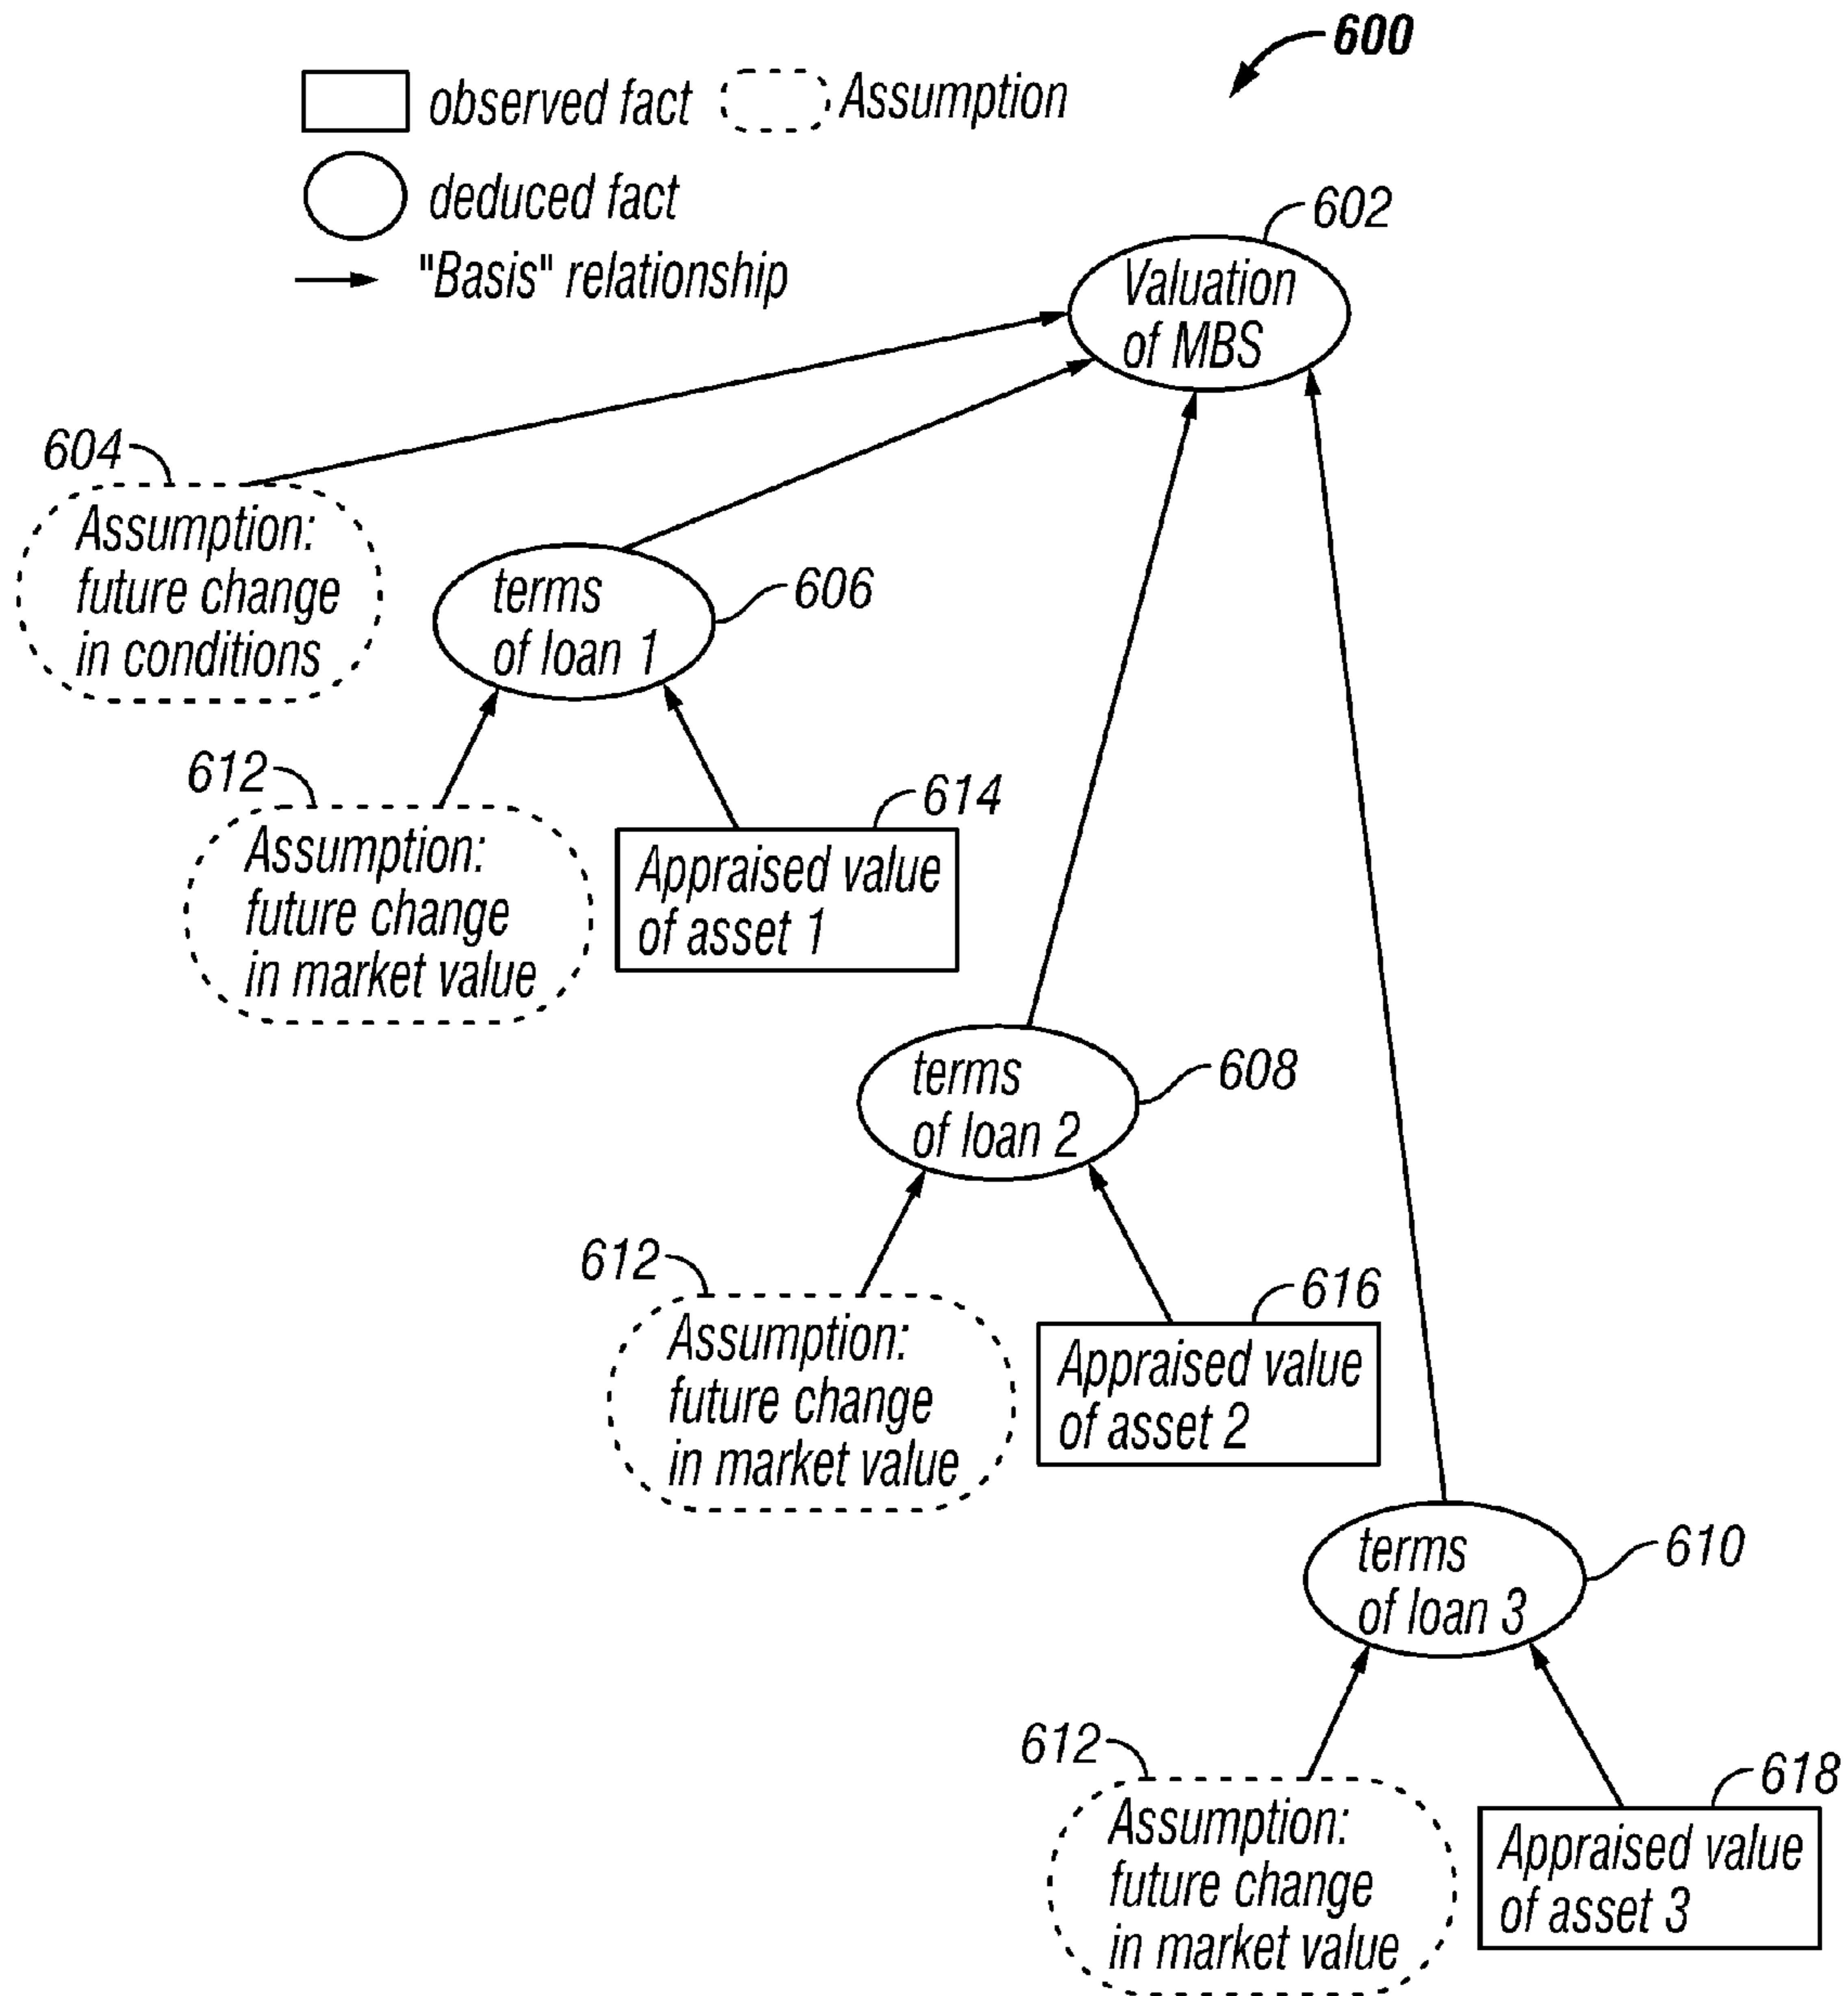 600
observed fact
Assumption
deduced fact
"Basis" relationship
602
Valuation
of MBS
604
Assumption:
future change
in conditions
terms
of loan 1
606
612
Assumption:
future change
in market value
614
Appraised value
of asset 1
terms
of loan 2
608
612
Assumption:
future change
in market value
616
Appraised value
of asset 2
terms
of loan 3
610
612
Assumption:
future change
in market value
618
Appraised value
of asset 3